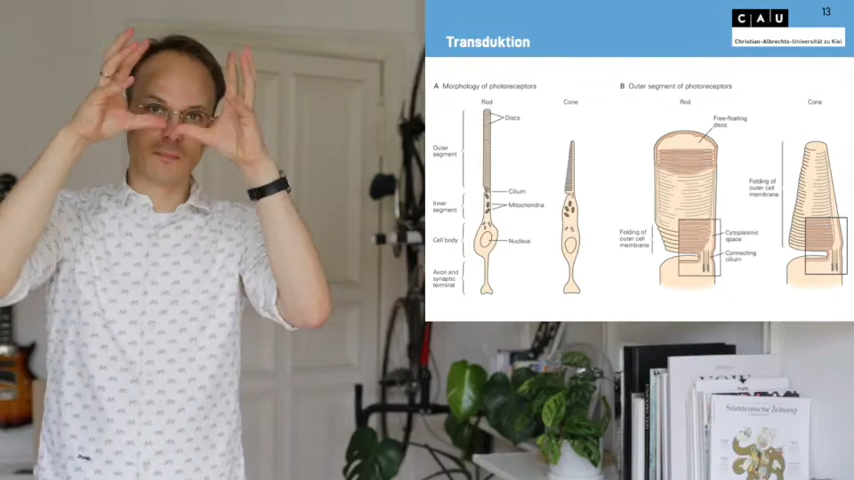 CAU
13
Christian-Albrechts-Universität zu Kiel
Transduktion
A Morphology of photoreceptors
Rod
Cone
Discs
Outer
segment
Cilium
Inner
segment
Mitochondria
Cell body
Nucleus
Axon and
synaptic
terminal
B Outer segment of photoreceptors
Rod
Cone
Free-floating
discs
Folding of
outer cell
membrane
Folding of
outer cell
membrane
Cytoplasmic
space
Connecting
cilium
Süddeutsche Zeitung